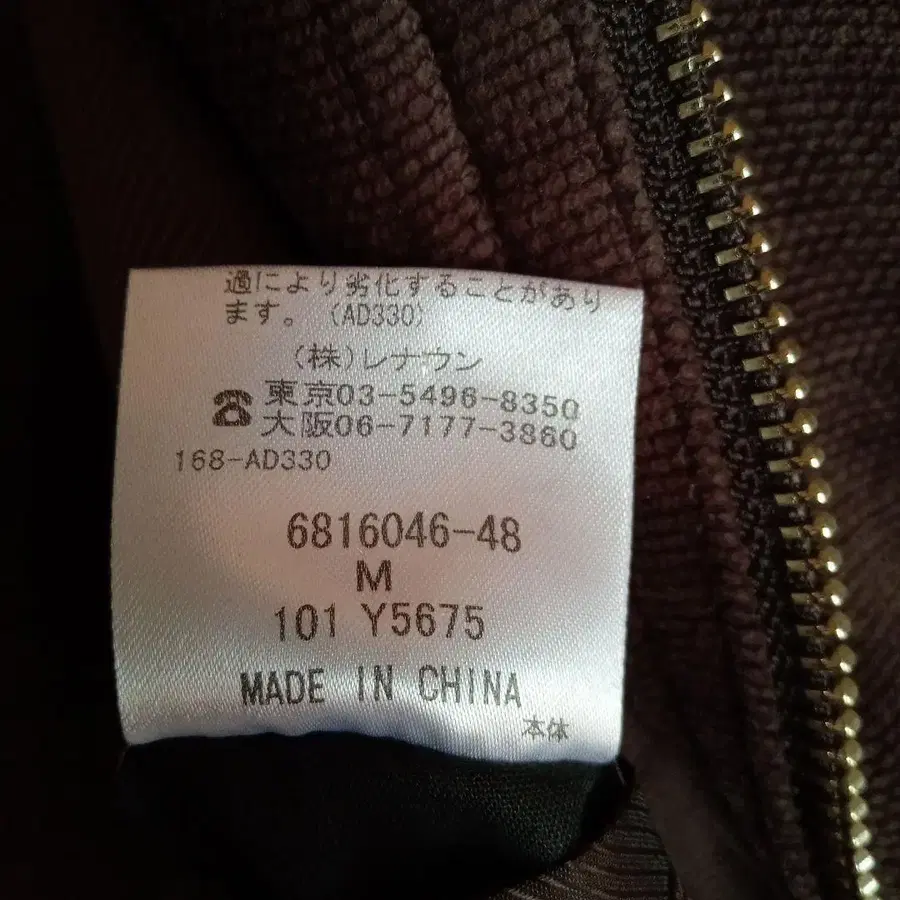 過により劣化することがあり
ます。(AD330)
(株)レナウン
☎東京03-5496-8350
大阪06-7177-3860
168-AD330
6816046-48
M
101 Y5675
MADE IN CHINA
本体